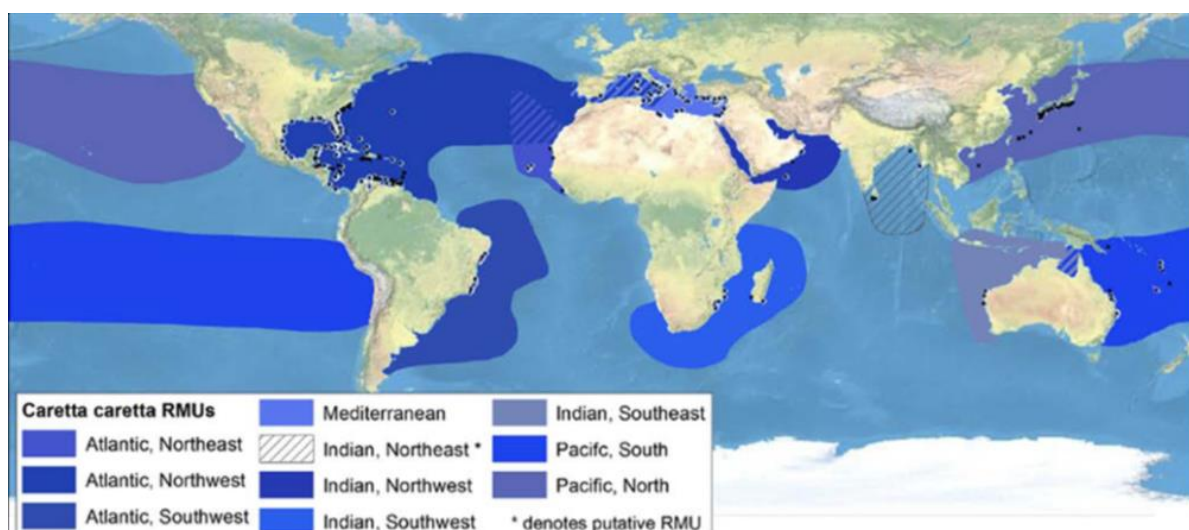 Caretta caretta RMUs
Atlantic, Northeast
Atlantic, Northwest
Atlantic, Southwest
Mediterranean
Indian, Northeast *
Indian, Northwest
Indian, Southwest
Indian, Southeast
Pacifc, South
Pacific, North
* denotes putative RMU